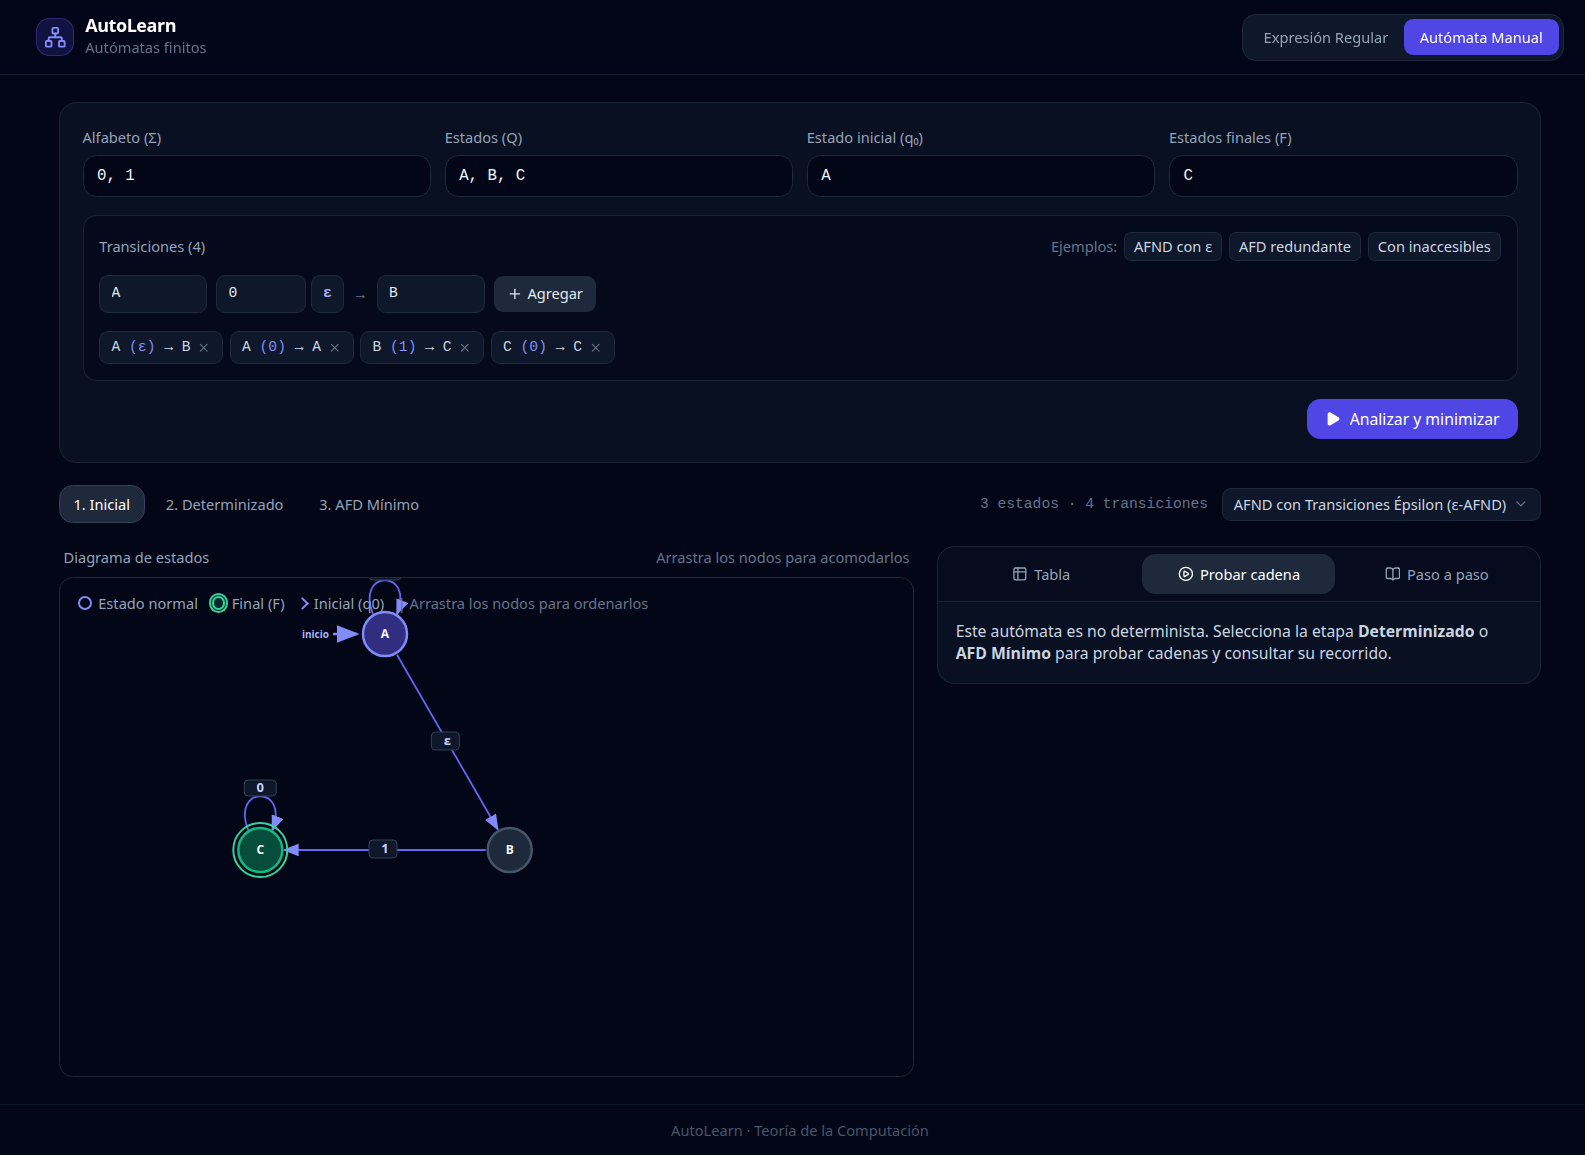 AutoLearn
Autómatas finitos
Expresión Regular
Autómata Manual
Alfabeto (Σ)
Estados (Q)
Estado inicial (q₀)
Estados finales (F)
0, 1
A, B, C
A
C
Transiciones (4)
Ejemplos:
AFND con ε
AFD redundante
Con inaccesibles
A
0
ε
→
B
+ Agregar
A (ε) → B ×
A (0) → A ×
B (1) → C ×
C (0) → C ×
Analizar y minimizar
1. Inicial
2. Determinizado
3. AFD Mínimo
3 estados · 4 transiciones
AFND con Transiciones Épsilon (ε-AFND)
Diagrama de estados
Arrastra los nodos para acomodarlos
Estado normal
Final (F)
Inicial (q0)
Arrastra los nodos para ordenarlos
inicio
A
ε
0
C
1
B
Tabla
Probar cadena
Paso a paso
Este autómata es no determinista. Selecciona la etapa Determinizado o
AFD Mínimo para probar cadenas y consultar su recorrido.
AutoLearn · Teoría de la Computación